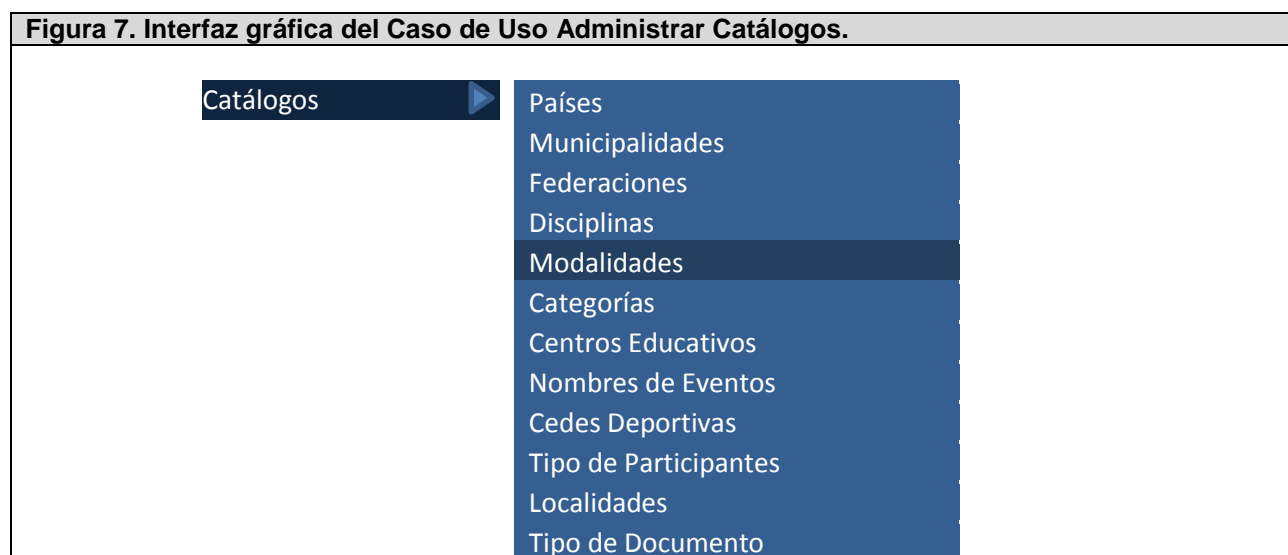 Figura 7. Interfaz gráfica del Caso de Uso Administrar Catálogos.
Catálogos
Países
Municipalidades
Federaciones
Disciplinas
Modalidades
Categorías
Centros Educativos
Nombres de Eventos
Cedes Deportivas
Tipo de Participantes
Localidades
Tipo de Documento